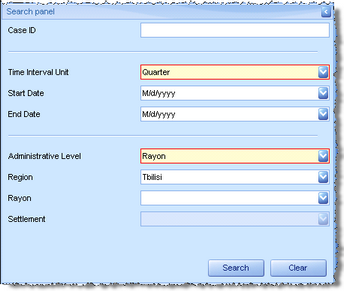 Search panel
Case ID
Time Interval Unit Quarter
Start Date M/d/yyyy
End Date M/d/yyyy
Administrative Level Rayon
Region Tbilisi
Rayon
Settlement
Search Clear